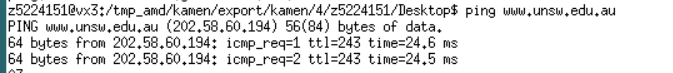 z5224151@vx3:/tmp_amd/kamen/export/kamen/4/z5224151/Desktop$ ping www.unsw.edu.au
PING www.unsw.edu.au (202.58.60.194) 56(84) bytes of data.
64 bytes from 202.58.60.194: icmp_req=1 ttl=243 time=24.6 ms
64 bytes from 202.58.60.194: icmp_req=2 ttl=243 time=24.5 ms